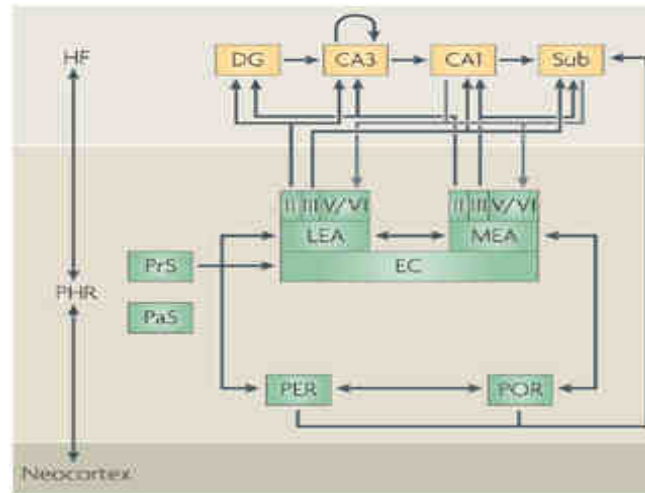 HF
DG CA3 CA1 Sub
II III V/VI II III V/VI
LEA MEA
EC
PrS
PHR
PaS
PER POR
Neocortex